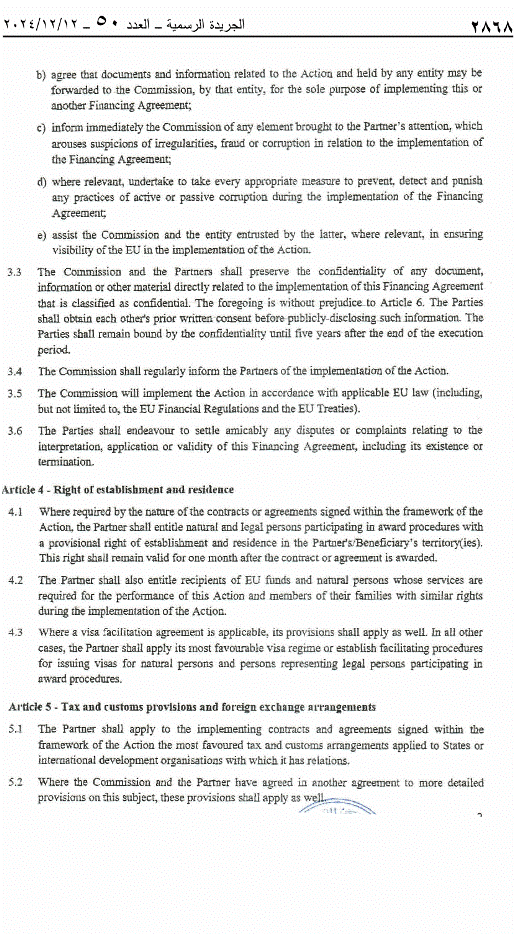 ٢٨٦٨
الجريدة الرسمية ــ العدد ٥٠ ــ ٢٠٢٤/١٢/١٢
b) agree that documents and information related to the Action and held by any entity may be
forwarded to the Commission, by that entity, for the sole purpose of implementing this or
another Financing Agreement;
c) inform immediately the Commission of any element brought to the Partner's attention, which
arouses suspicions of irregularities, fraud or corruption in relation to the implementation of
the Financing Agreement;
d) where relevant, undertake to take every appropriate measure to prevent, detect and punish
any practices of active or passive corruption during the implementation of the Financing
Agreement;
e) assist the Commission and the entity entrusted by the latter, where relevant, in ensuring
visibility of the EU in the implementation of the Action.
3.3 The Commission and the Partners shall preserve the confidentiality of any document,
information or other material directly related to the implementation of this Financing Agreement
that is classified as confidential. The foregoing is without prejudice to Article 6. The Parties
shall obtain each other's prior written consent before publicly-disclosing such information. The
Parties shall remain bound by the confidentiality until five years after the end of the execution
period.
3.4 The Commission shall regularly inform the Partners of the implementation of the Action.
3.5 The Commission will implement the Action in accordance with applicable EU law (including,
but not limited to, the EU Financial Regulations and the EU Treaties).
3.6 The Parties shall endeavour to settle amicably any disputes or complaints relating to the
interpretation, application or validity of this Financing Agreement, including its existence or
termination.
Article 4 - Right of establishment and residence
4.1 Where required by the nature of the contracts or agreements signed within the framework of the
Action, the Partner shall entitle natural and legal persons participating in award procedures with
a provisional right of establishment and residence in the Partner's/Beneficiary's territory(ies).
This right shall remain valid for one month after the contract or agreement is awarded.
4.2 The Partner shall also entitle recipients of EU funds and natural persons whose services are
required for the performance of this Action and members of their families with similar rights
during the implementation of the Action.
4.3 Where a visa facilitation agreement is applicable, its provisions shall apply as well. In all other
cases, the Partner shall apply its most favourable visa regime or establish facilitating procedures
for issuing visas for natural persons and persons representing legal persons participating in
award procedures.
Article 5 - Tax and customs provisions and foreign exchange arrangements
5.1 The Partner shall apply to the implementing contracts and agreements signed within the
framework of the Action the most favoured tax and customs arrangements applied to States or
international development organisations with which it has relations.
5.2 Where the Commission and the Partner have agreed in another agreement to more detailed
provisions on this subject, these provisions shall apply as well.